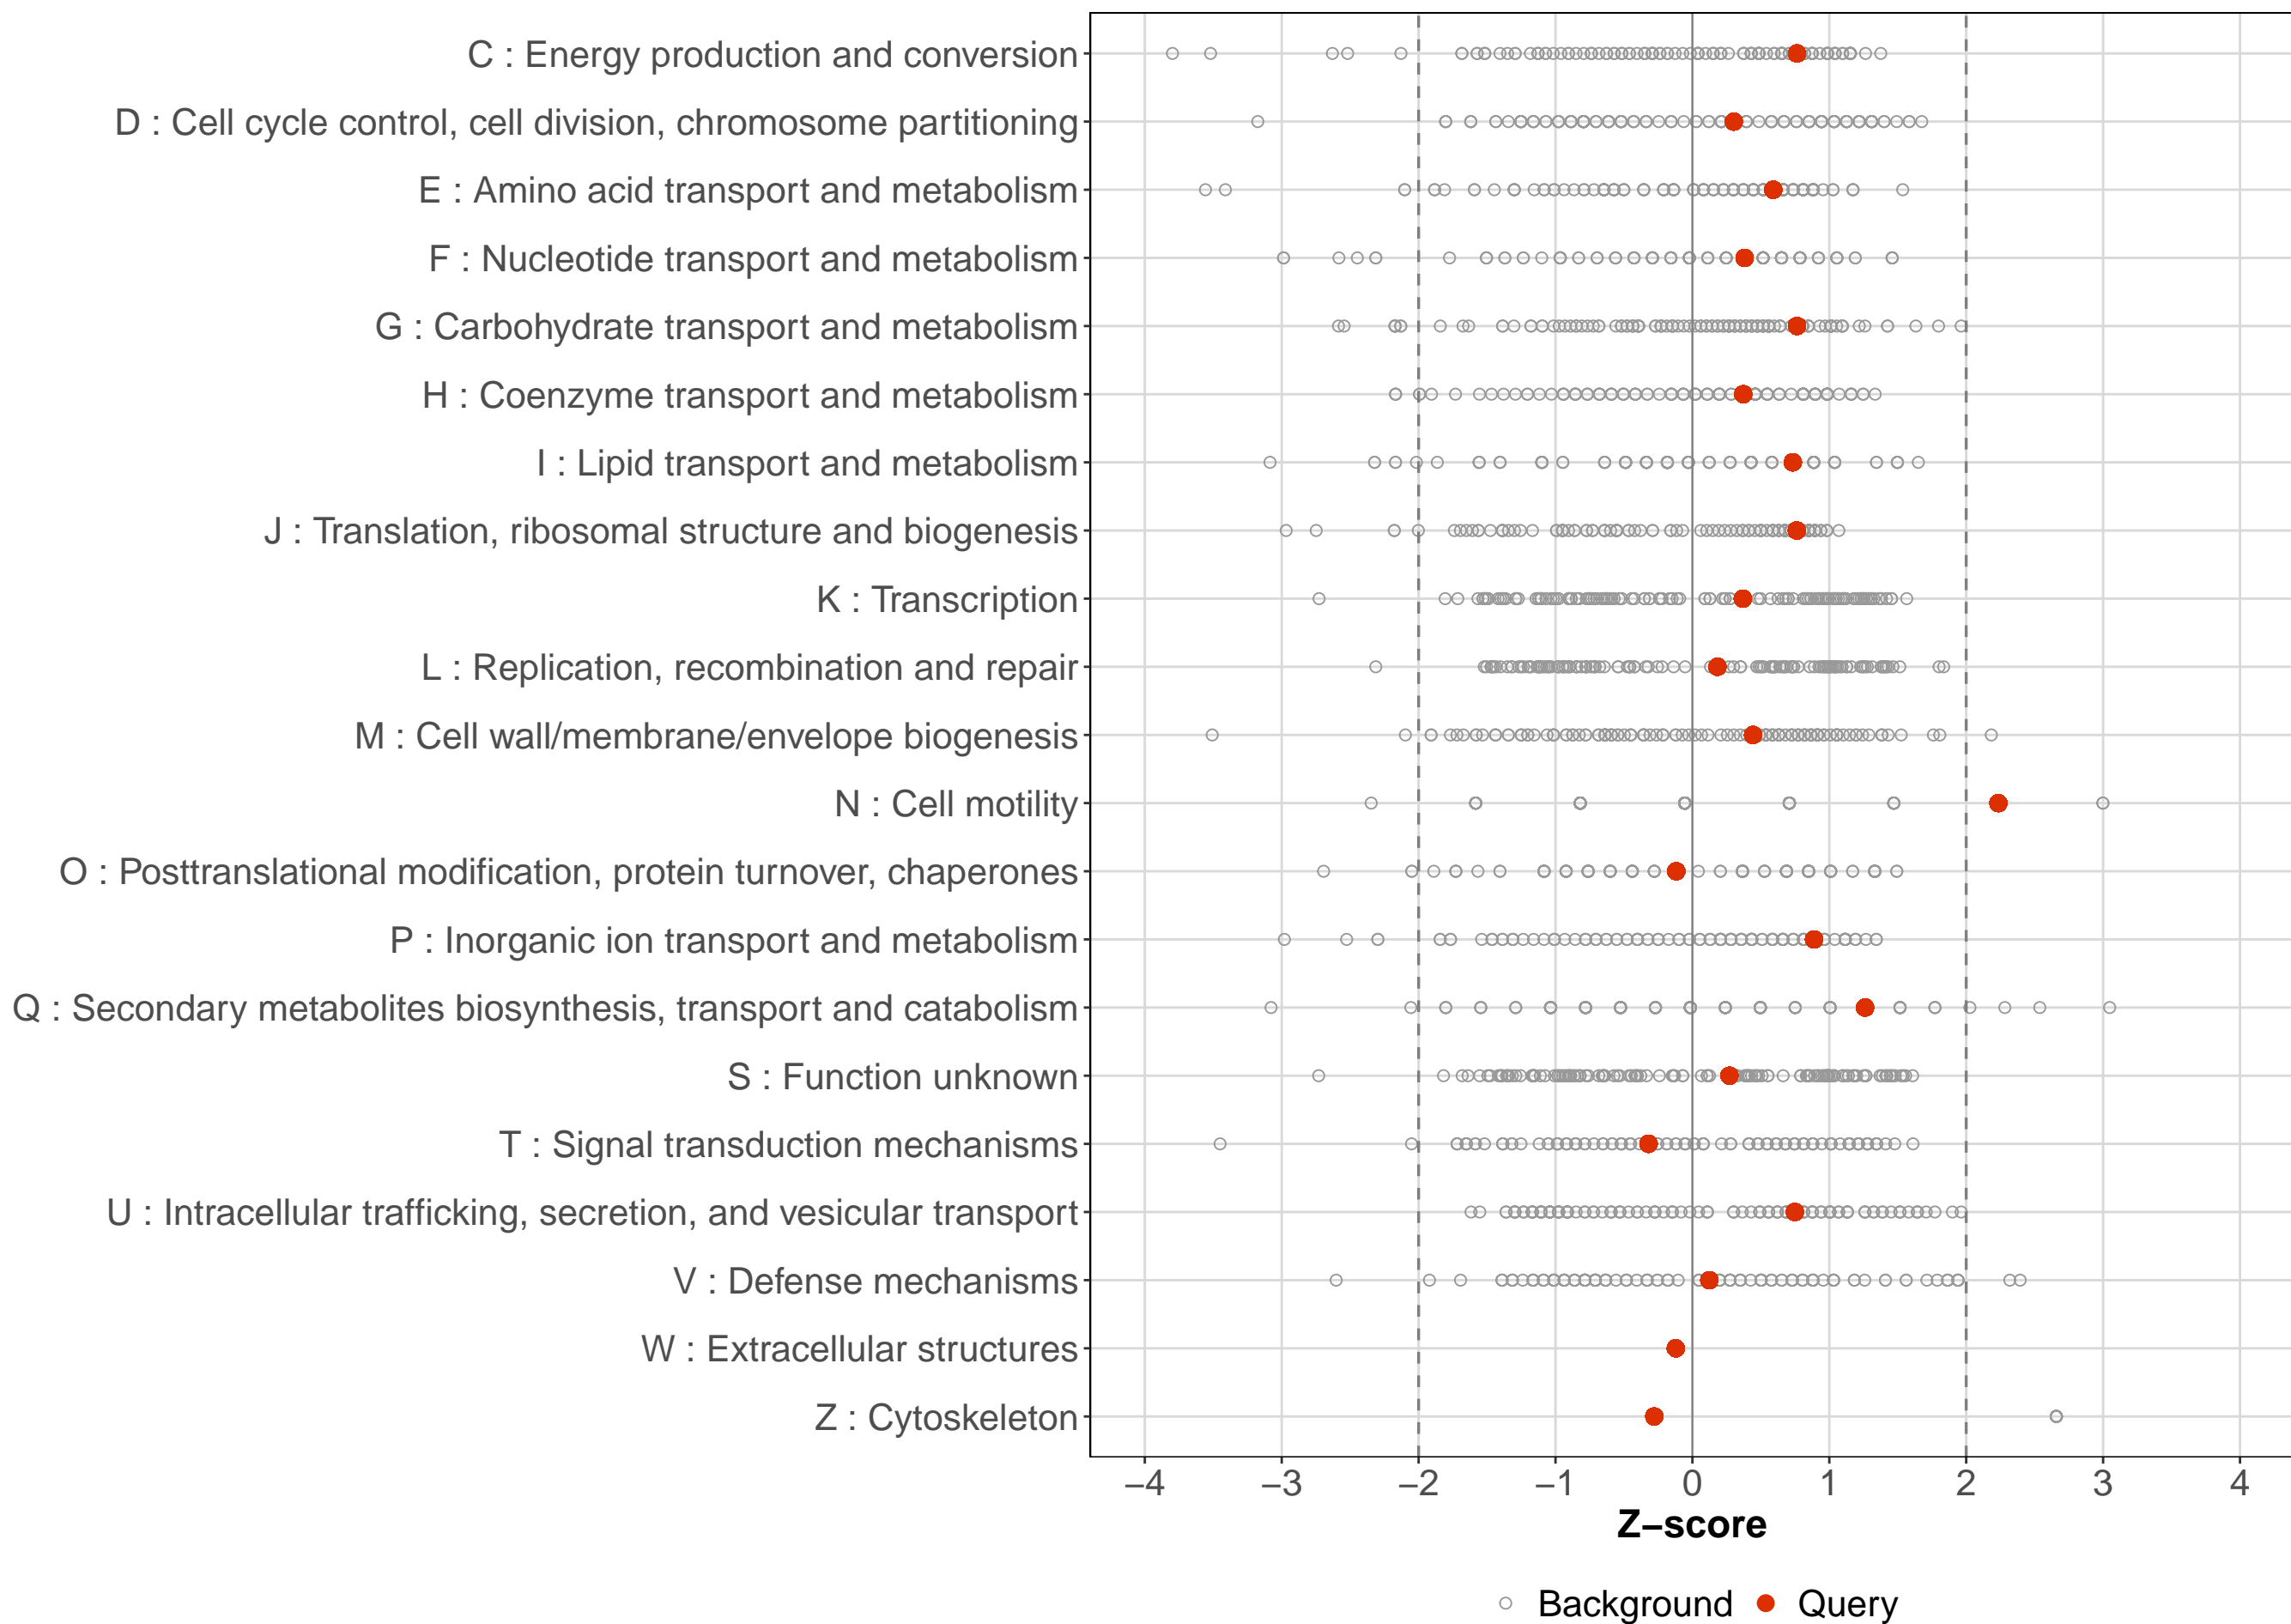 C : Energy production and conversion
D : Cell cycle control, cell division, chromosome partitioning
E : Amino acid transport and metabolism
F : Nucleotide transport and metabolism
G : Carbohydrate transport and metabolism
H : Coenzyme transport and metabolism
I : Lipid transport and metabolism
J : Translation, ribosomal structure and biogenesis
K : Transcription
L : Replication, recombination and repair
M : Cell wall/membrane/envelope biogenesis
N : Cell motility
O : Posttranslational modification, protein turnover, chaperones
P : Inorganic ion transport and metabolism
Q : Secondary metabolites biosynthesis, transport and catabolism
S : Function unknown
T : Signal transduction mechanisms
U : Intracellular trafficking, secretion, and vesicular transport
V : Defense mechanisms
W : Extracellular structures
Z : Cytoskeleton
−4 −3 −2 −1 0 1 2 3 4
Z−score
Background Query